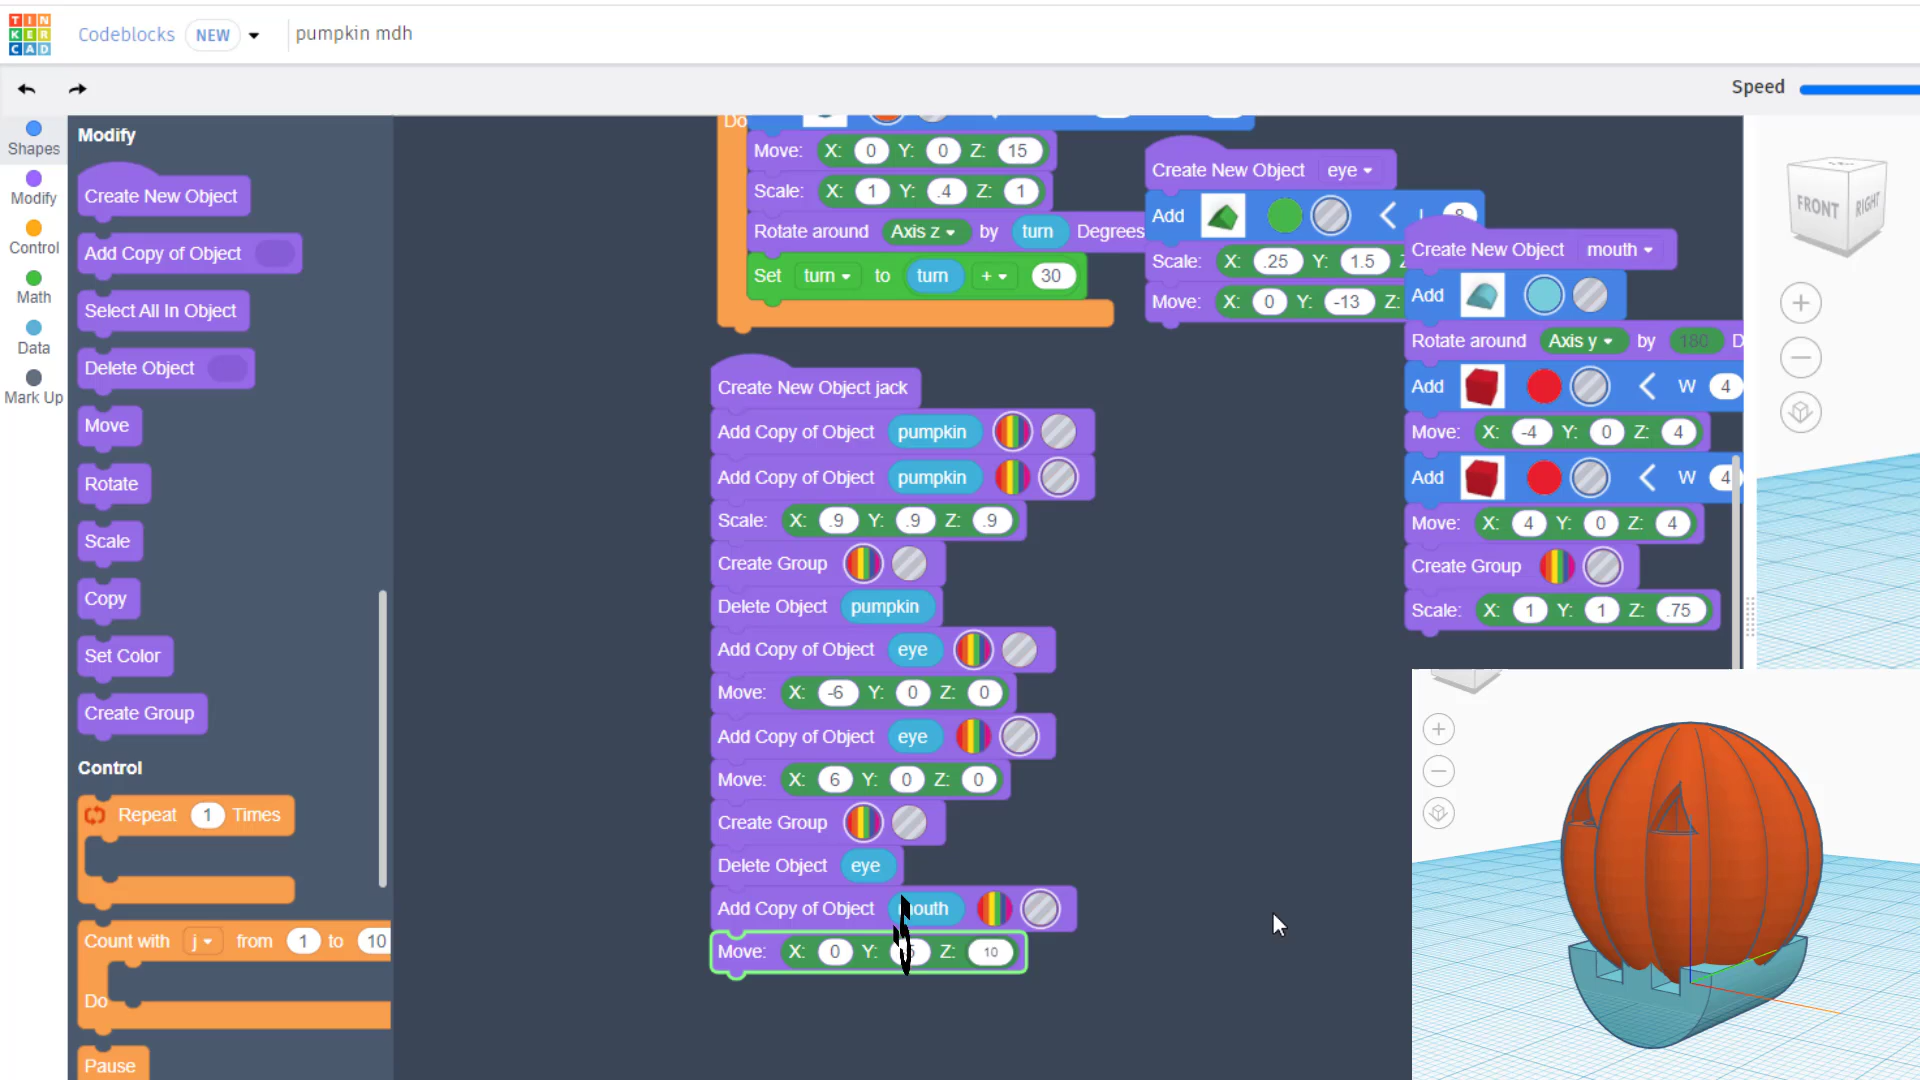 TIN
KER
CAD
Codeblocks NEW pumpkin mdh
Speed
Shapes
Modify
Control
Math
Data
Mark Up
Modify
Create New Object
Add Copy of Object
Select All In Object
Delete Object
Move
Rotate
Scale
Copy
Set Color
Create Group
Control
Repeat 1 Times
Count with j from 1 to 10
Do
Pause
Do
Move: X: 0 Y: 0 Z: 15
Scale: X: 1 Y: .4 Z: 1
Rotate around Axis z by turn Degrees
Set turn to turn + 30
Create New Object jack
Add Copy of Object pumpkin
Add Copy of Object pumpkin
Scale: X: .9 Y: .9 Z: .9
Create Group
Delete Object pumpkin
Add Copy of Object eye
Move: X: -6 Y: 0 Z: 0
Add Copy of Object eye
Move: X: 6 Y: 0 Z: 0
Create Group
Delete Object eye
Add Copy of Object mouth
Move: X: 0 Y: Z: 10
Create New Object eye
Add
Scale: X: .25 Y: 1.5
Move: X: 0 Y: -13 Z:
Create New Object mouth
Add
Rotate around Axis y by 180 D
Add W 4
Move: X: -4 Y: 0 Z: 4
Add W 4
Move: X: 4 Y: 0 Z: 4
Create Group
Scale: X: 1 Y: 1 Z: .75
FRONT RIGHT